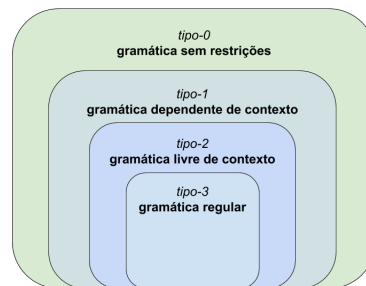 tipo-0
gramática sem restrições
tipo-1
gramática dependente de contexto
tipo-2
gramática livre de contexto
tipo-3
gramática regular